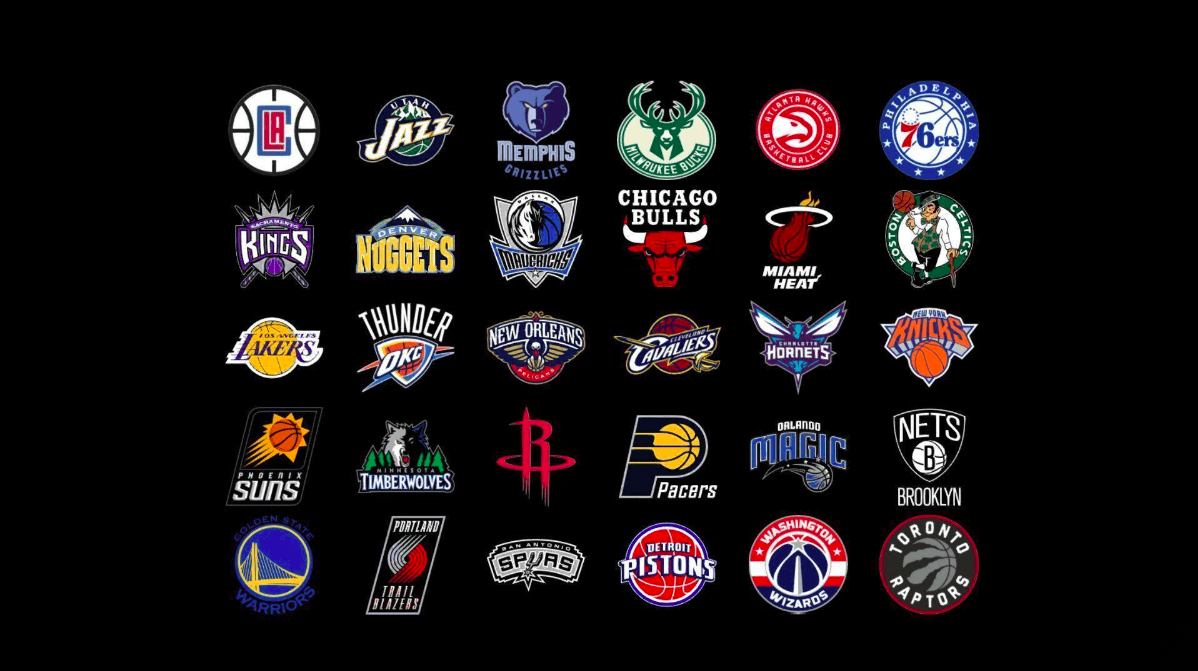 LA
UTAH
JAZZ
MEMPHIS
GRIZZLIES
MILWAUKEE BUCKS
ATLANTA HAWKS
BASKETBALL CLUB
PHILADELPHIA
76ers
SACRAMENTO
KINGS
DENVER
NUGGETS
MAVERICKS
CHICAGO
BULLS
MIAMI
HEAT
BOSTON CELTICS
LOS ANGELES
LAKERS
THUNDER
OKC
NEW ORLEANS
PELICANS
CLEVELAND
CAVALIERS
CHARLOTTE
HORNETS
NEW YORK
KNICKS
PHOENIX
SUNS
MINNESOTA
TIMBERWOLVES
R
P
Pacers
ORLANDO
MAGIC
NETS
B
BROOKLYN
GOLDEN STATE
WARRIORS
PORTLAND
TRAIL
BLAZERS
SAN ANTONIO
SPURS
DETROIT
PISTONS
WASHINGTON
WIZARDS
TORONTO
RAPTORS